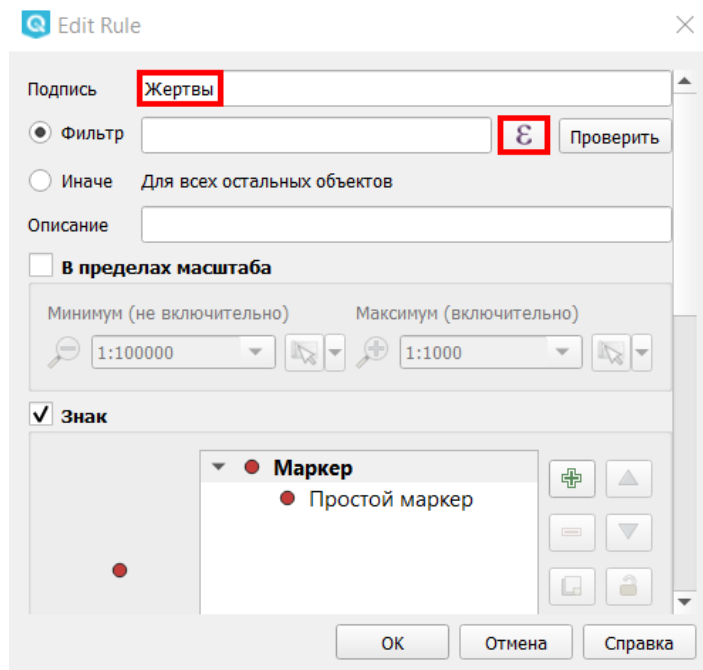 Edit Rule
Подпись Жертвы
Фильтр ε Проверить
Иначе Для всех остальных объектов
Описание
В пределах масштаба
Минимум (не включительно) Максимум (включительно)
1:100000 1:1000
Знак
Маркер
Простой маркер
OK Отмена Справка